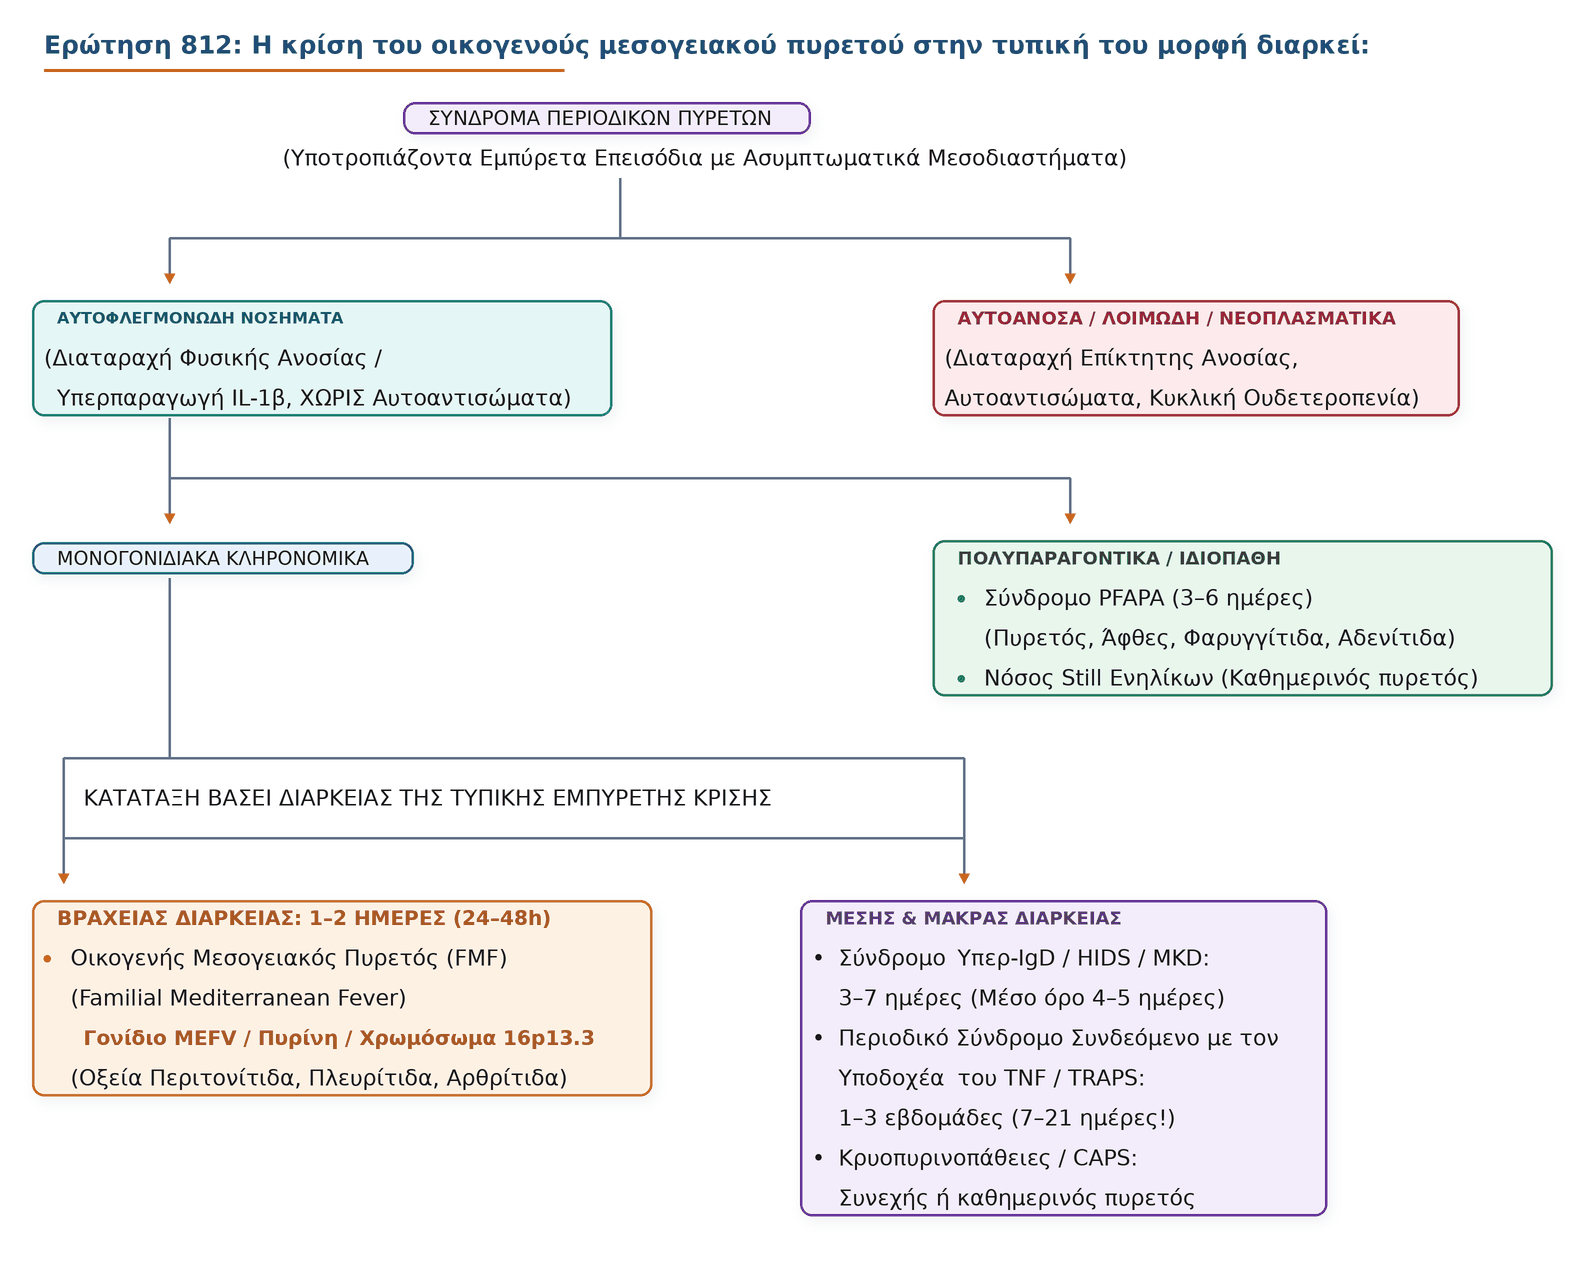 Ερώτηση 812: Η κρίση του οικογενούς μεσογειακού πυρετού στην τυπική του μορφή διαρκεί:
ΣΥΝΔΡΟΜΑ ΠΕΡΙΟΔΙΚΩΝ ΠΥΡΕΤΩΝ
(Υποτροπιάζοντα Εμπύρετα Επεισόδια με Ασυμπτωματικά Μεσοδιαστήματα)
ΑΥΤΟΦΛΕΓΜΟΝΩΔΗ ΝΟΣΗΜΑΤΑ
(Διαταραχή Φυσικής Ανοσίας /
Υπερπαραγωγή IL-1β, ΧΩΡΙΣ Αυτοαντισώματα)
ΑΥΤΟΑΝΟΣΑ / ΛΟΙΜΩΔΗ / ΝΕΟΠΛΑΣΜΑΤΙΚΑ
(Διαταραχή Επίκτητης Ανοσίας,
Αυτοαντισώματα, Κυκλική Ουδετεροπενία)
ΜΟΝΟΓΟΝΙΔΙΑΚΑ ΚΛΗΡΟΝΟΜΙΚΑ
ΠΟΛΥΠΑΡΑΓΟΝΤΙΚΑ / ΙΔΙΟΠΑΘΗ
• Σύνδρομο PFAPA (3–6 ημέρες)
(Πυρετός, Άφθες, Φαρυγγίτιδα, Αδενίτιδα)
• Νόσος Still Ενηλίκων (Καθημερινός πυρετός)
ΚΑΤΑΤΑΞΗ ΒΑΣΕΙ ΔΙΑΡΚΕΙΑΣ ΤΗΣ ΤΥΠΙΚΗΣ ΕΜΠΥΡΕΤΗΣ ΚΡΙΣΗΣ
ΒΡΑΧΕΙΑΣ ΔΙΑΡΚΕΙΑΣ: 1–2 ΗΜΕΡΕΣ (24–48h)
• Οικογενής Μεσογειακός Πυρετός (FMF)
(Familial Mediterranean Fever)
Γονίδιο MEFV / Πυρίνη / Χρωμόσωμα 16p13.3
(Οξεία Περιτονίτιδα, Πλευρίτιδα, Αρθρίτιδα)
ΜΕΣΗΣ & ΜΑΚΡΑΣ ΔΙΑΡΚΕΙΑΣ
• Σύνδρομο Υπερ-IgD / HIDS / MKD:
3–7 ημέρες (Μέσο όρο 4–5 ημέρες)
• Περιοδικό Σύνδρομο Συνδεόμενο με τον
Υποδοχέα του TNF / TRAPS:
1–3 εβδομάδες (7–21 ημέρες!)
• Κρυοπυρινοπάθειες / CAPS:
Συνεχής ή καθημερινός πυρετός